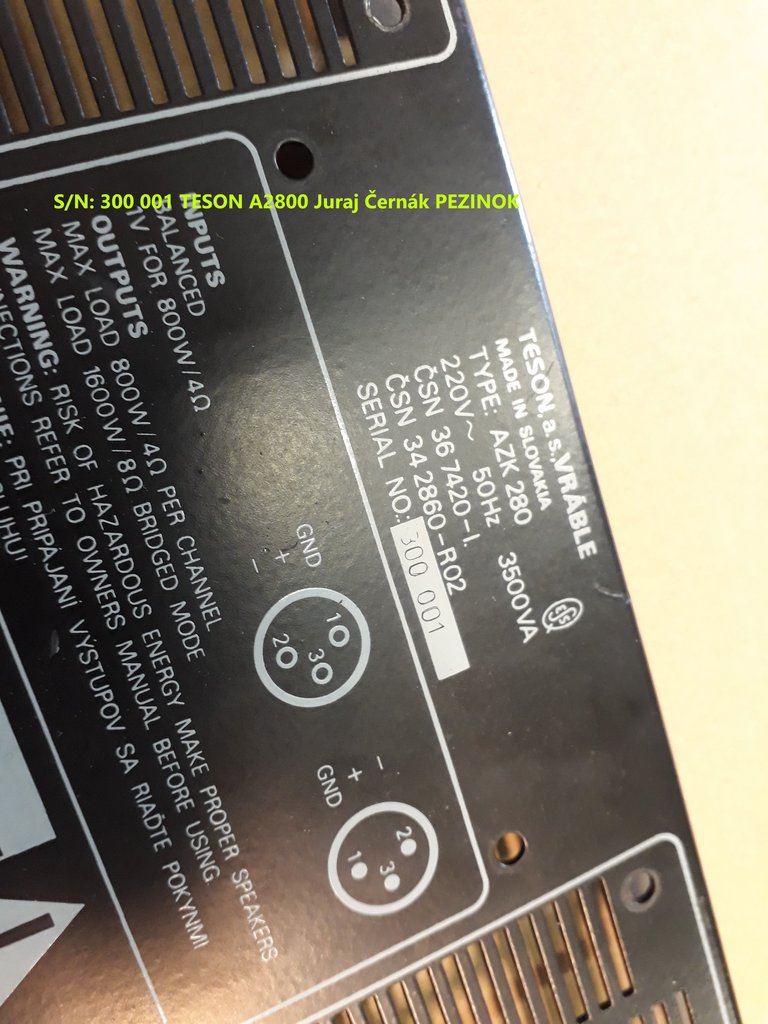 S/N: 300 001 TESON A2800 Juraj Černák PEZINOK
TESON, a.s., VRÁBLE
MADE IN SLOVAKIA
TYPE: AZK 280
220V~ 50Hz 3500VA
ČSN 36 7420-I.
ČSN 34 2860-R02
SERIAL NO.: 300 001
INPUTS
BALANCED
1V FOR 800W/4Ω
OUTPUTS
MAX LOAD 800W/4Ω PER CHANNEL
MAX LOAD 1600W/8Ω BRIDGED MODE
WARNING: RISK OF HAZARDOUS ENERGY MAKE PROPER SPEAKERS
REFER TO OWNERS MANUAL BEFORE USING.
PRI PRIPÁJANÍ VÝSTUPOV SA RIAĎTE POKYNMI
GND
+
-
1
2
3
-
+
GND
2
1
3